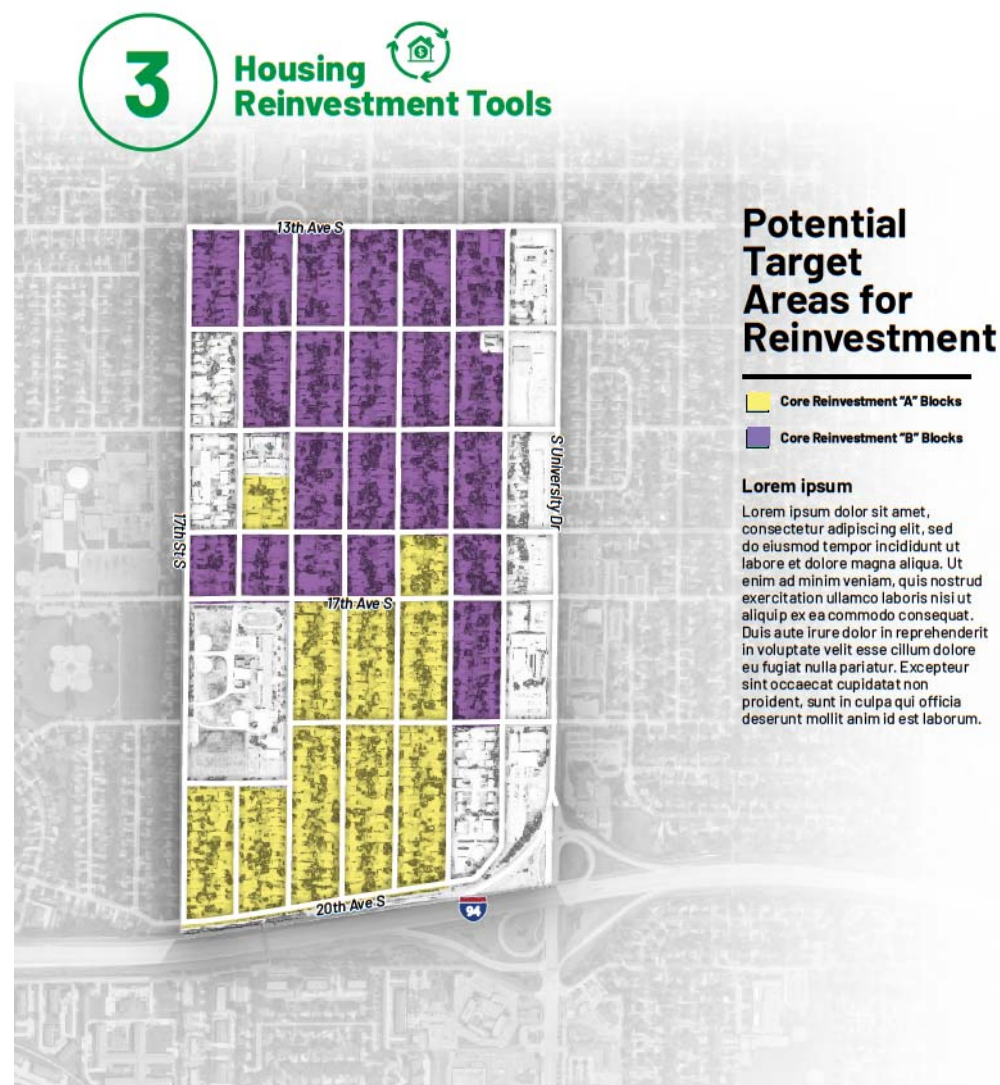 3
Housing
Reinvestment Tools
$
13th Ave S
Potential
Target
Areas for
Reinvestment
Core Reinvestment "A" Blocks
Core Reinvestment "B" Blocks
S University Dr
17th St S
Lorem ipsum
Lorem ipsum dolor sit amet,
consectetur adipiscing elit, sed
do eiusmod tempor incididunt ut
labore et dolore magna aliqua. Ut
enim ad minim veniam, quis nostrud
exercitation ullamco laboris nisi ut
aliquip ex ea commodo consequat.
Duis aute irure dolor in reprehenderit
in voluptate velit esse cillum dolore
eu fugiat nulla pariatur. Excepteur
sint occaecat cupidatat non
proident, sunt in culpa qui officia
deserunt mollit anim id est laborum.
17th Ave S
20th Ave S
94